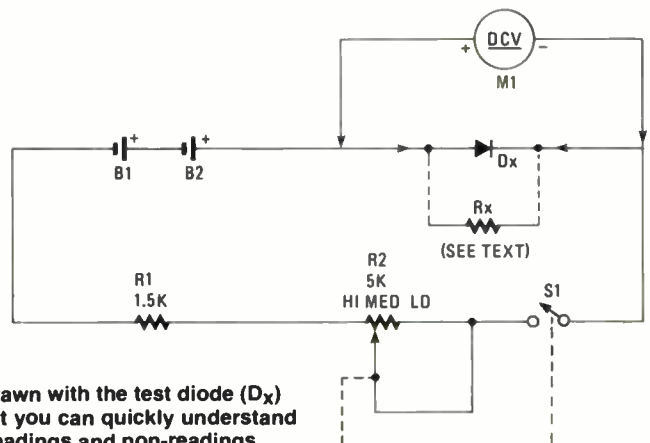 + DCV -
M1
+ +
B1 B2 Dx
Rx
(SEE TEXT)
R1
1.5K
R2
5K
HI MED LO
S1
rawn with the test diode (Dx)
t you can quickly understand
eadings and non-readings